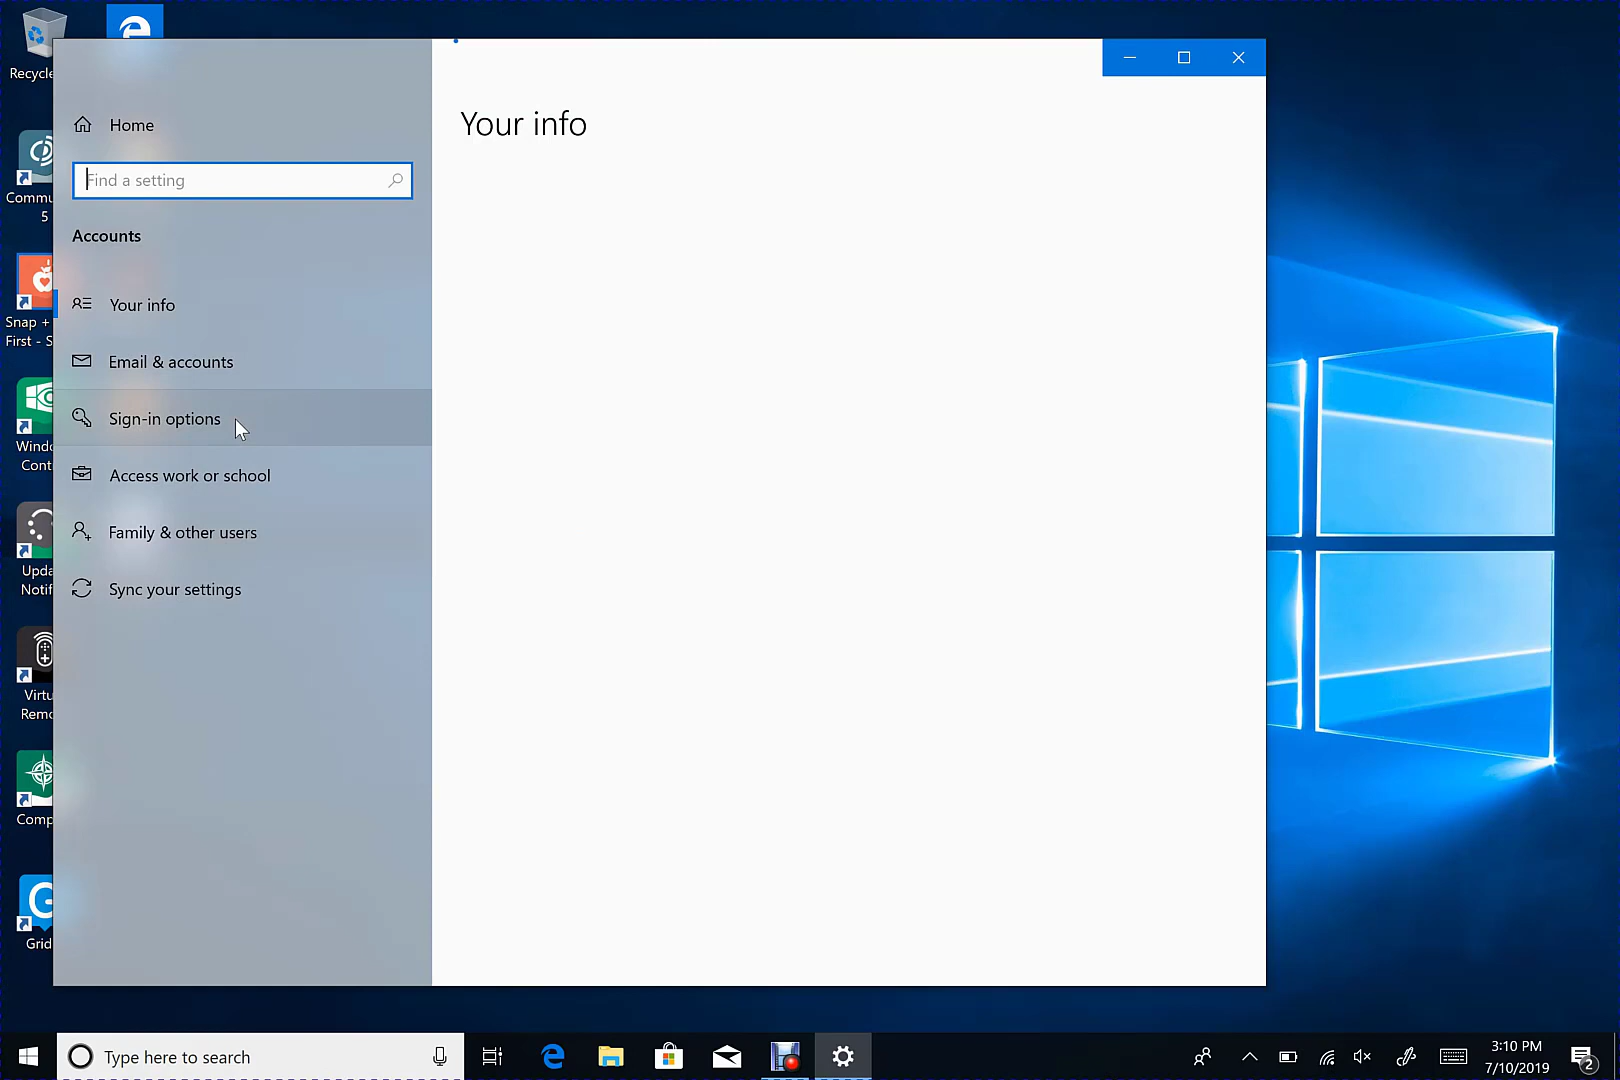 Recycle
Commu
5
Snap +
First - S
Windo
Cont
Upda
Notif
Virtu
Remo
Comp
Grid
Home
Find a setting
Accounts
Your info
Email & accounts
Sign-in options
Access work or school
Family & other users
Sync your settings
Your info
Type here to search
3:10 PM
7/10/2019
2